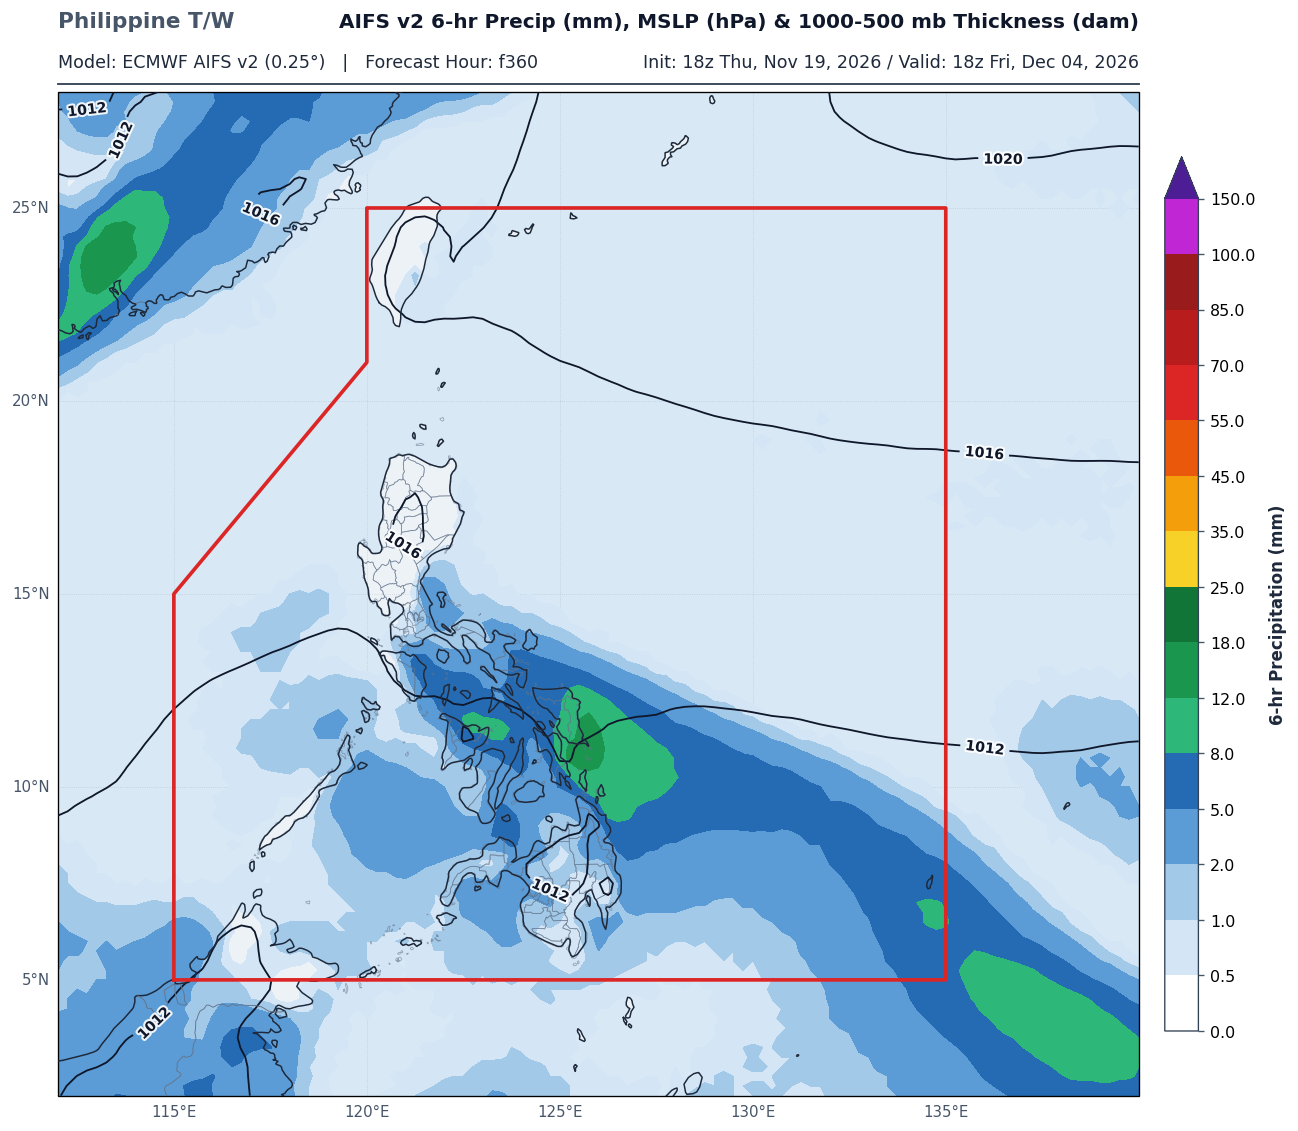 Philippine T/W
AIFS v2 6-hr Precip (mm), MSLP (hPa) & 1000-500 mb Thickness (dam)
Model: ECMWF AIFS v2 (0.25°) | Forecast Hour: f360
Init: 18z Thu, Nov 19, 2026 / Valid: 18z Fri, Dec 04, 2026
1012
1012
1020
1016
1016
1016
1012
1012
1012
25°N
20°N
15°N
10°N
5°N
115°E
120°E
125°E
130°E
135°E
150.0
100.0
85.0
70.0
55.0
45.0
35.0
25.0
18.0
12.0
8.0
5.0
2.0
1.0
0.5
0.0
6-hr Precipitation (mm)